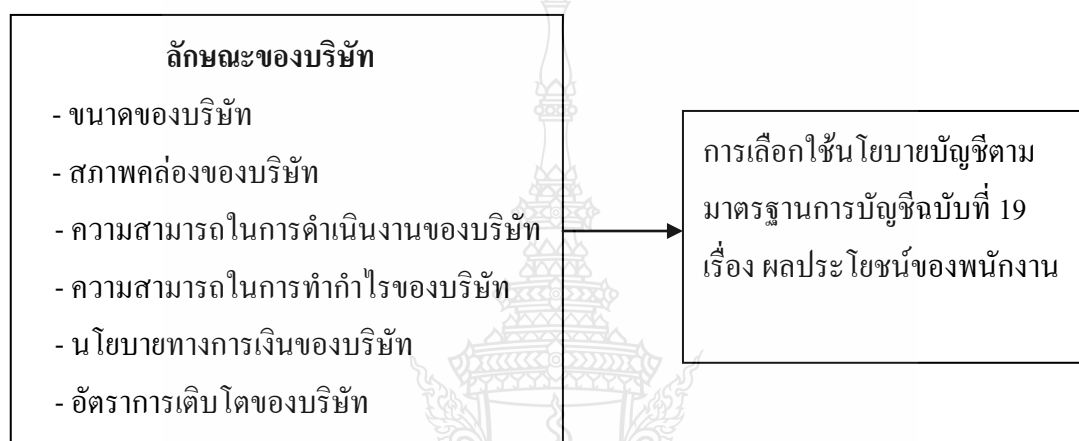 ลักษณะของบริษัท
- ขนาดของบริษัท
- สภาพคล่องของบริษัท
- ความสามารถในการดำเนินงานของบริษัท
- ความสามารถในการทำกำไรของบริษัท
- นโยบายทางการเงินของบริษัท
- อัตราการเติบโตของบริษัท
การเลือกใช้นโยบายบัญชีตาม
มาตรฐานการบัญชีฉบับที่ 19
เรื่อง ผลประโยชน์ของพนักงาน